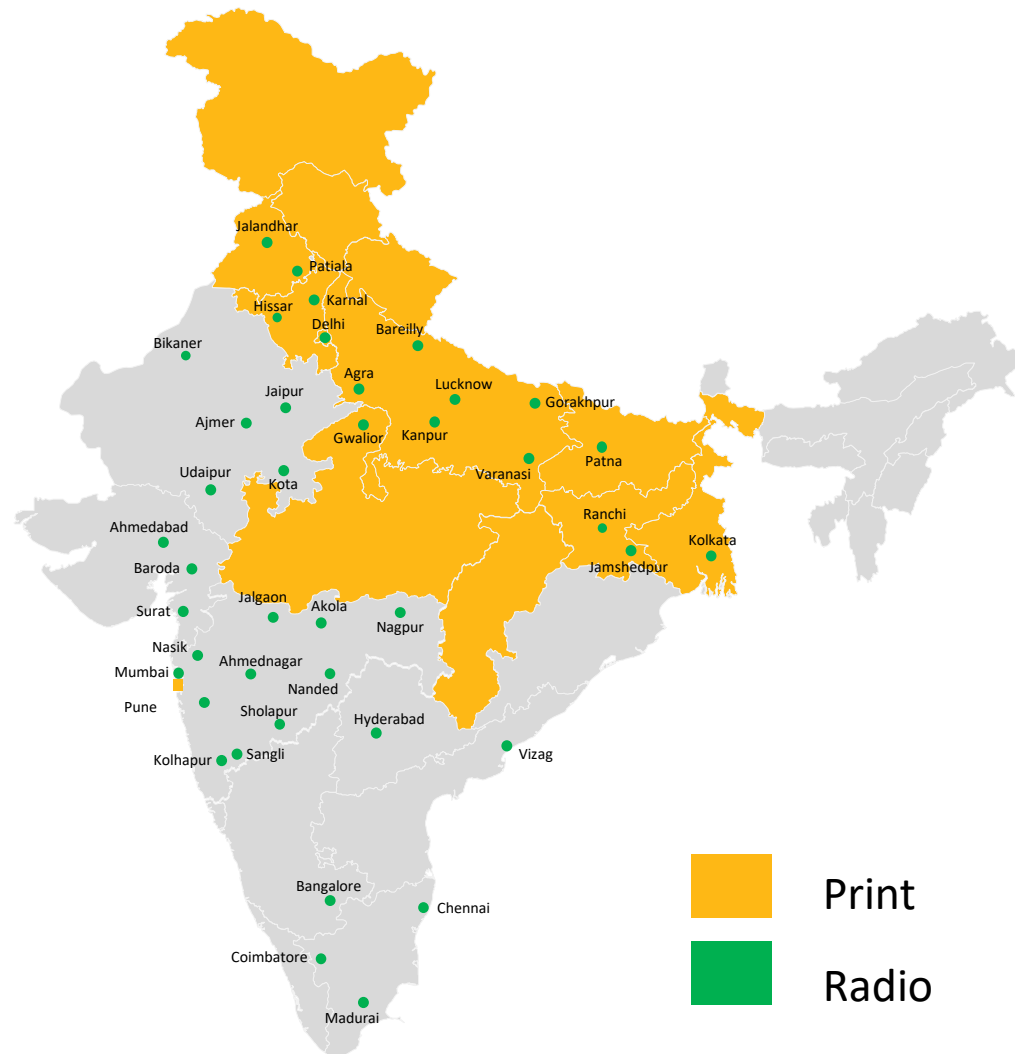 Jalandhar
Patiala
Karnal
Hissar
Delhi
Bareilly
Bikaner
Agra
Lucknow
Jaipur
Gorakhpur
Ajmer
Gwalior
Kanpur
Patna
Varanasi
Udaipur
Kota
Ranchi
Ahmedabad
Kolkata
Jamshedpur
Baroda
Jalgaon
Akola
Surat
Nagpur
Nasik
Ahmednagar
Mumbai
Nanded
Pune
Sholapur
Hyderabad
Sangli
Vizag
Kolhapur
Bangalore
Chennai
Print
Coimbatore
Radio
Madurai